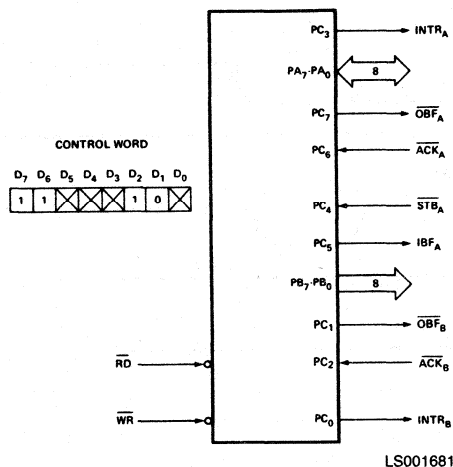 PC3 INTRA
PA7-PA0 8
PC7 OBFA
CONTROL WORD
PC6 ACKA
D7 D6 D5 D4 D3 D2 D1 D0
1 1 1 0
PC4 STBA
PC5 IBFA
PB7-PB0 8
PC1 OBFB
RD PC2 ACKB
WR PC0 INTRB
LS001681